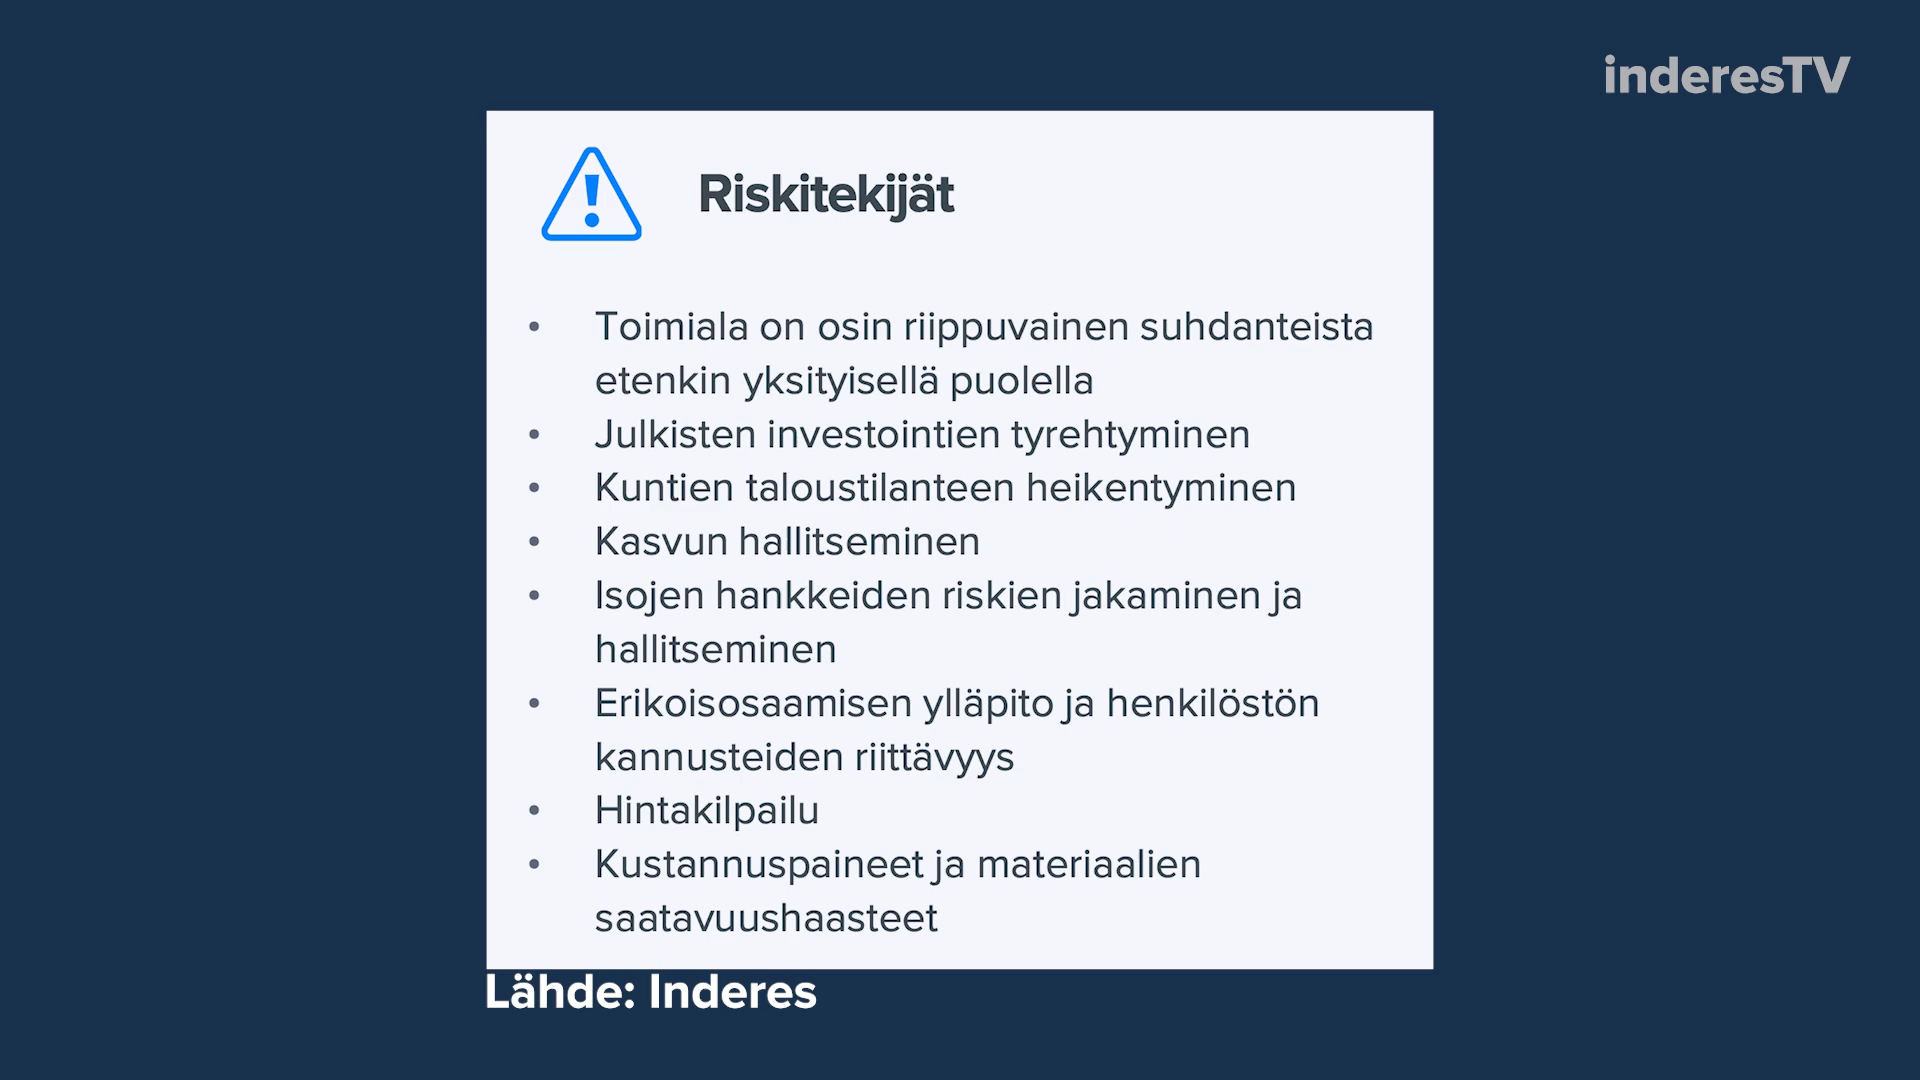 inderesTV
Riskitekijät
• Toimiala on osin riippuvainen suhdanteista
etenkin yksityisellä puolella
• Julkisten investointien tyrehtyminen
• Kuntien taloustilanteen heikentyminen
• Kasvun hallitseminen
• Isojen hankkeiden riskien jakaminen ja
hallitseminen
• Erikoisosaamisen ylläpito ja henkilöstön
kannusteiden riittävyys
• Hintakilpailu
• Kustannuspaineet ja materiaalien
saatavuushaasteet
Lähde: Inderes